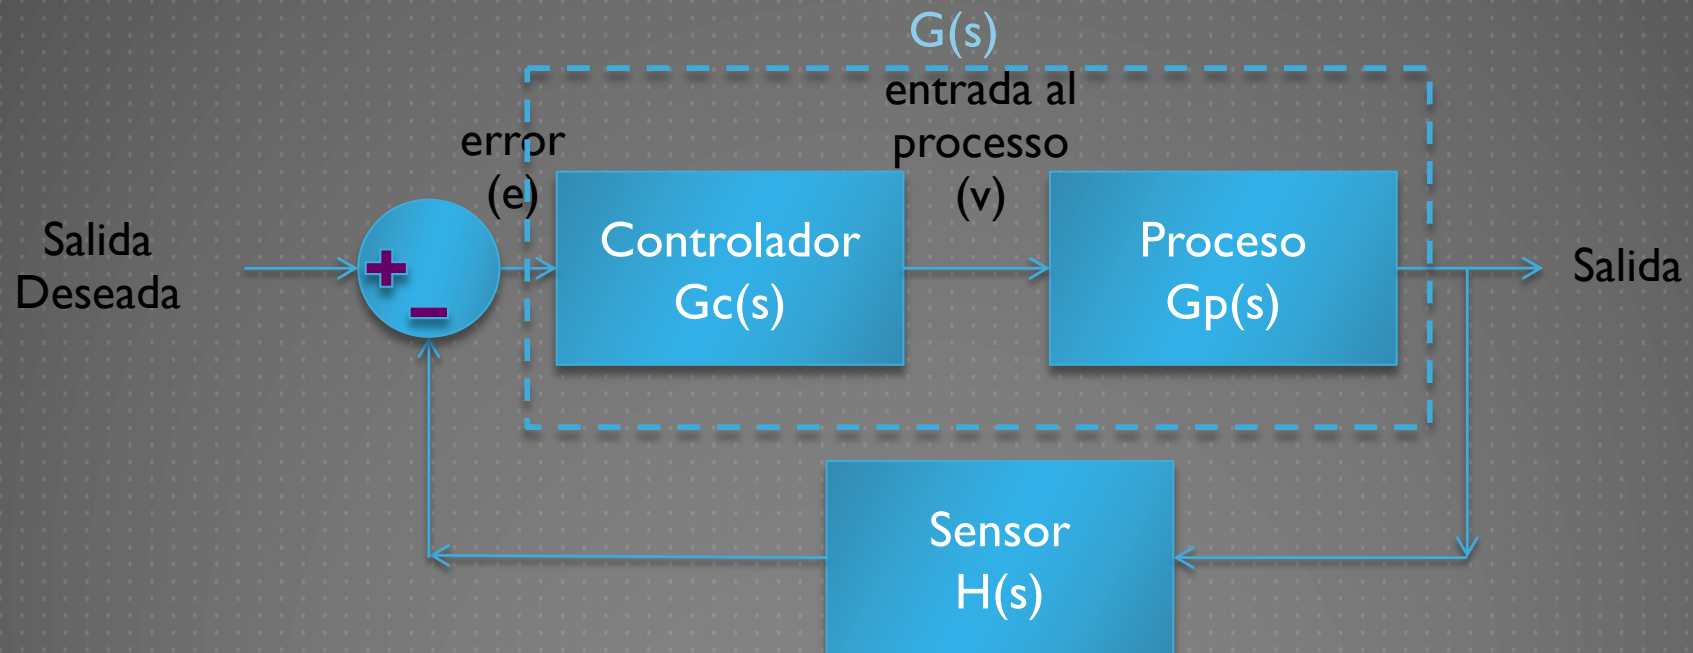 G(s)
entrada al
processo
(v)
error
(e)
Salida
Deseada
+
−
Controlador
Gc(s)
Proceso
Gp(s)
Salida
Sensor
H(s)